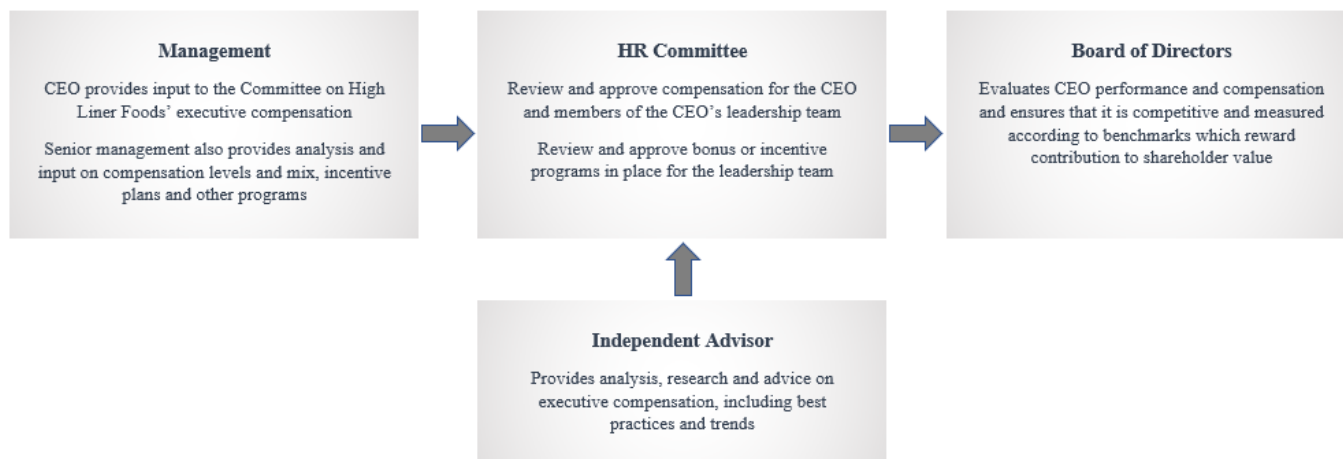 Management
CEO provides input to the Committee on High
Liner Foods’ executive compensation
Senior management also provides analysis and
input on compensation levels and mix, incentive
plans and other programs
HR Committee
Review and approve compensation for the CEO
and members of the CEO’s leadership team
Review and approve bonus or incentive
programs in place for the leadership team
Board of Directors
Evaluates CEO performance and compensation
and ensures that it is competitive and measured
according to benchmarks which reward
contribution to shareholder value
Independent Advisor
Provides analysis, research and advice on
executive compensation, including best
practices and trends